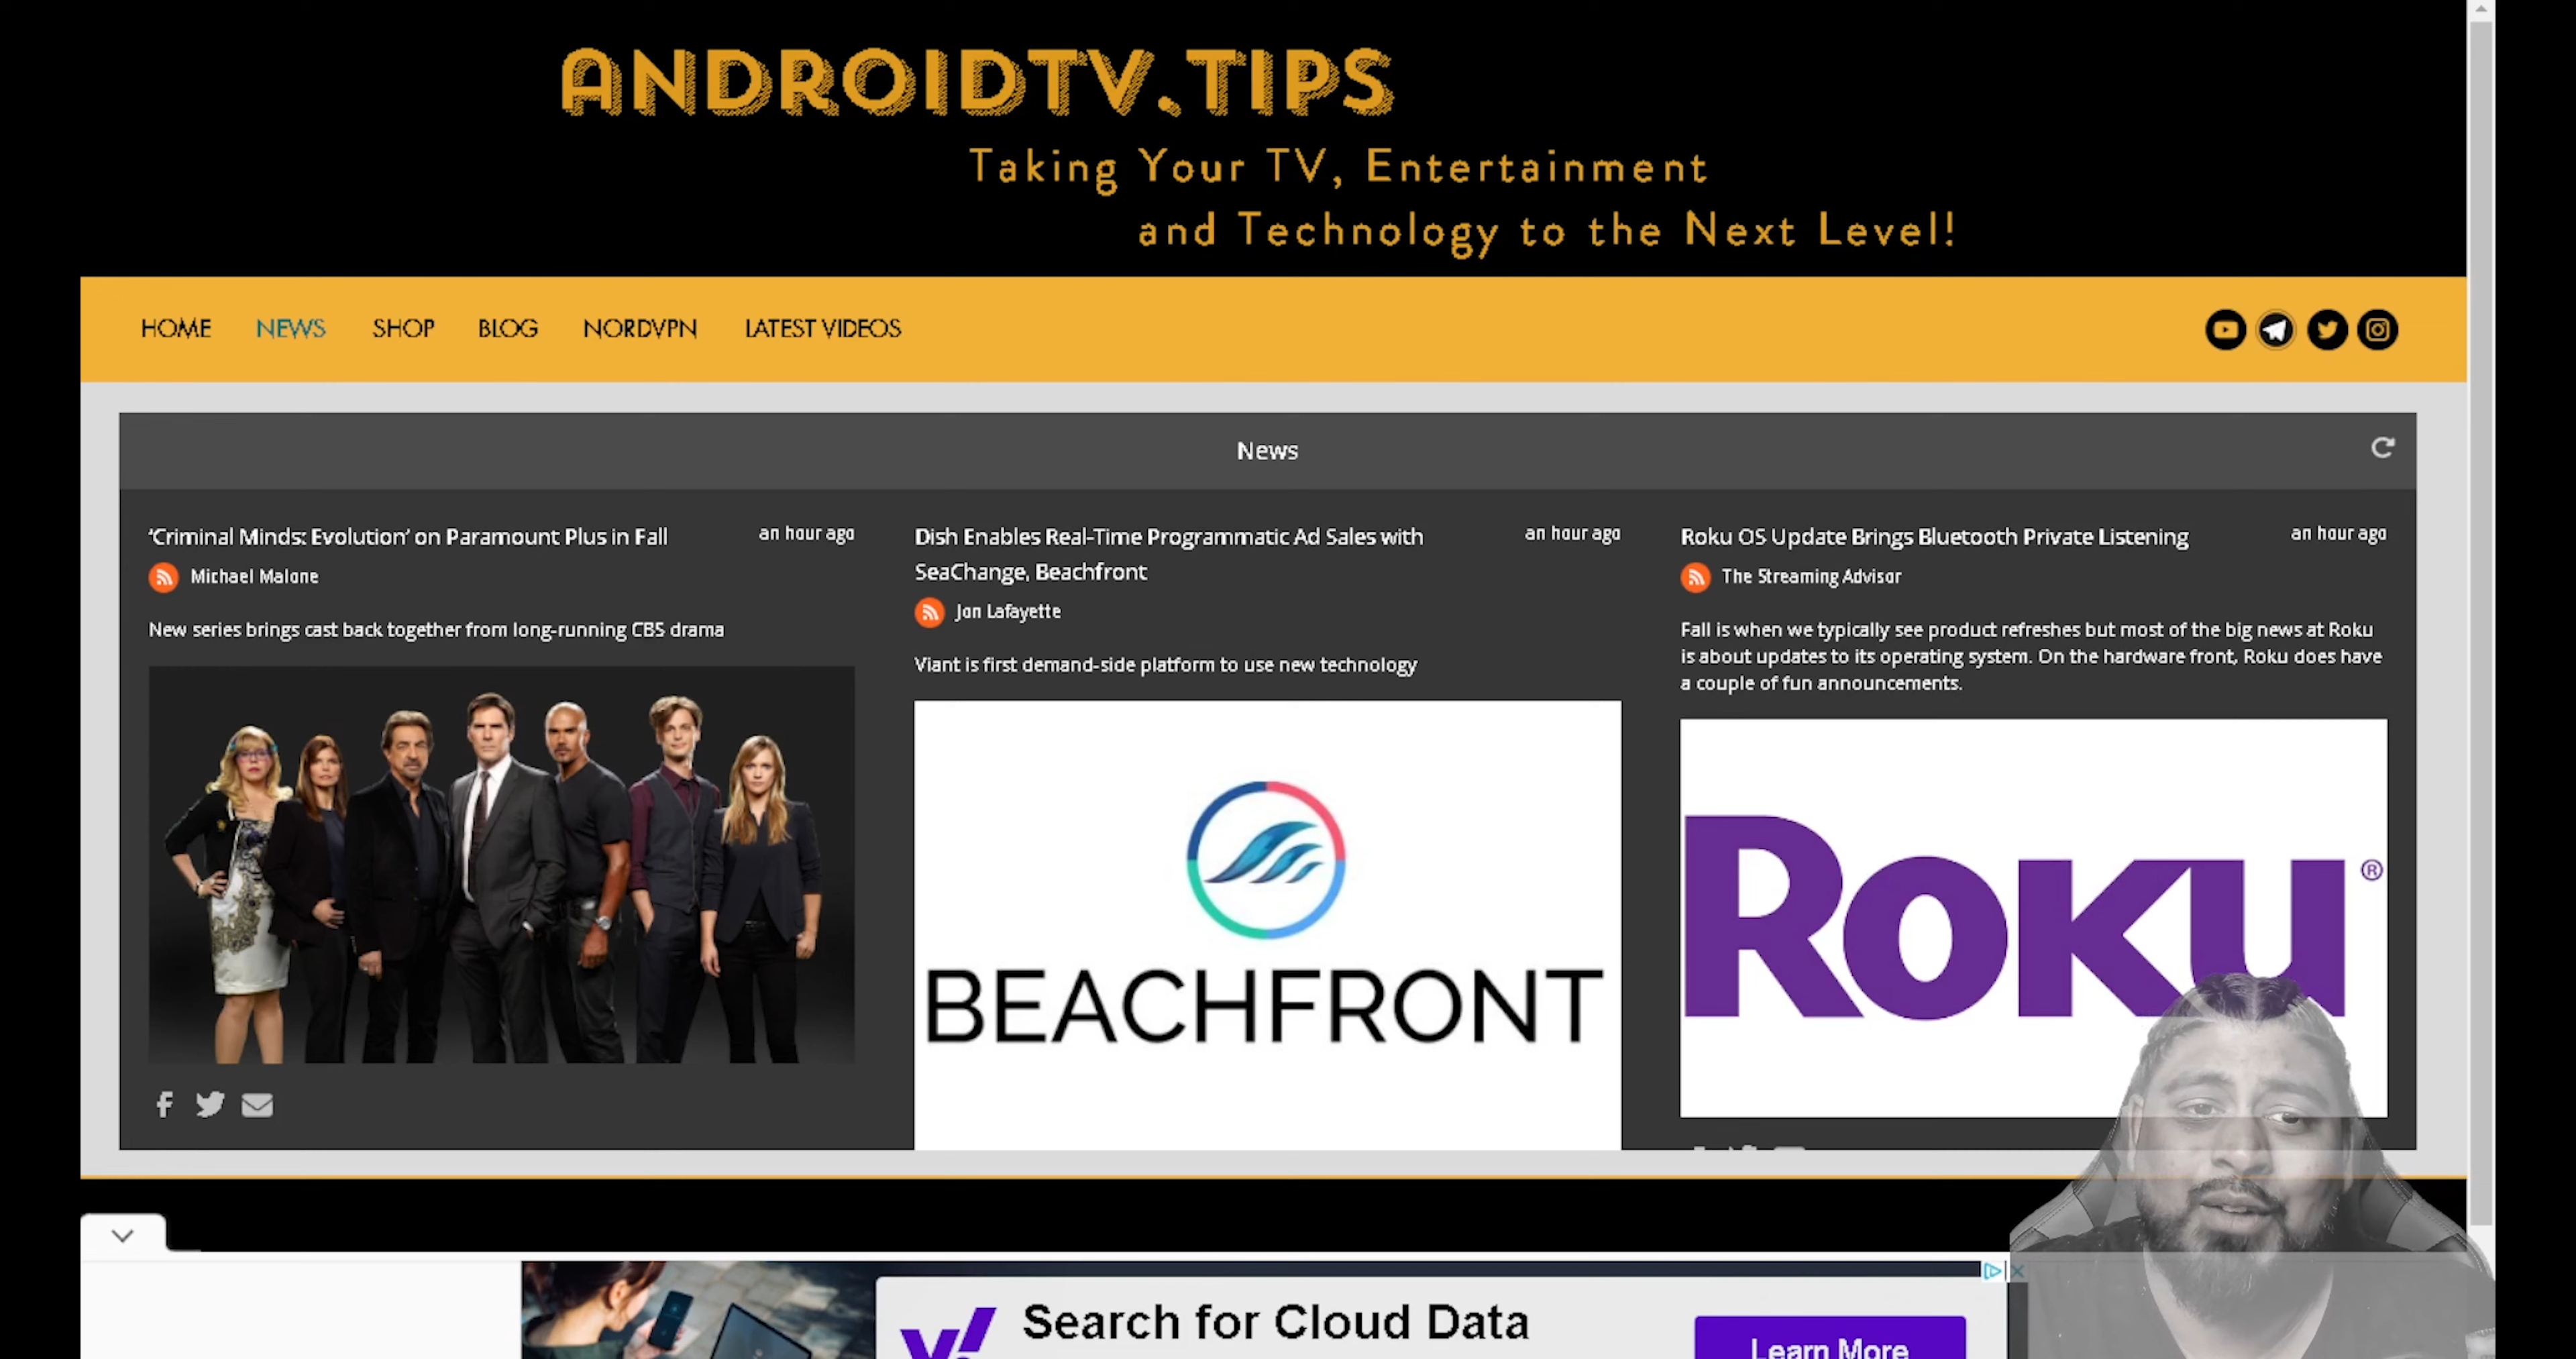 ANDROIDTV.TIPS
Taking Your TV, Entertainment
and Technology to the Next Level!
HOME NEWS SHOP BLOG NORDVPN LATEST VIDEOS
News
‘Criminal Minds: Evolution’ on Paramount Plus in Fall an hour ago
Michael Malone
New series brings cast back together from long-running CBS drama
Dish Enables Real-Time Programmatic Ad Sales with an hour ago
SeaChange, Beachfront
Jon Lafayette
Viant is first demand-side platform to use new technology
BEACHFRONT
Roku OS Update Brings Bluetooth Private Listening an hour ago
The Streaming Advisor
Fall is when we typically see product refreshes but most of the big news at Roku
is about updates to its operating system. On the hardware front, Roku does have
a couple of fun announcements.
ROKU®
Search for Cloud Data
Learn More